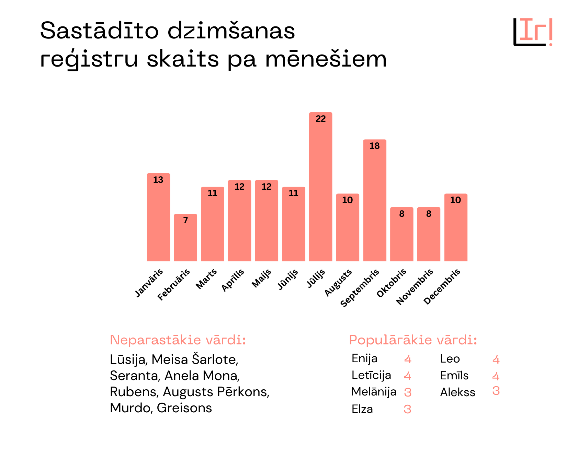 Sastādīto dzimšanas
reģistru skaits pa mēnešiem
Ir!
13
7
11
12
12
11
22
10
18
8
8
10
Janvāris
Februāris
Marts
Aprīlis
Maijs
Jūnijs
Jūlijs
Augusts
Septembris
Oktobris
Novembris
Decembris
Neparastākie vārdi:
Lūsija, Meisa Šarlote,
Seranta, Anela Mona,
Rubens, Augusts Pērkons,
Murdo, Greisons
Populārākie vārdi:
Enija 4
Letīcija 4
Melānija 3
Elza 3
Leo 4
Emīls 4
Alekss 3